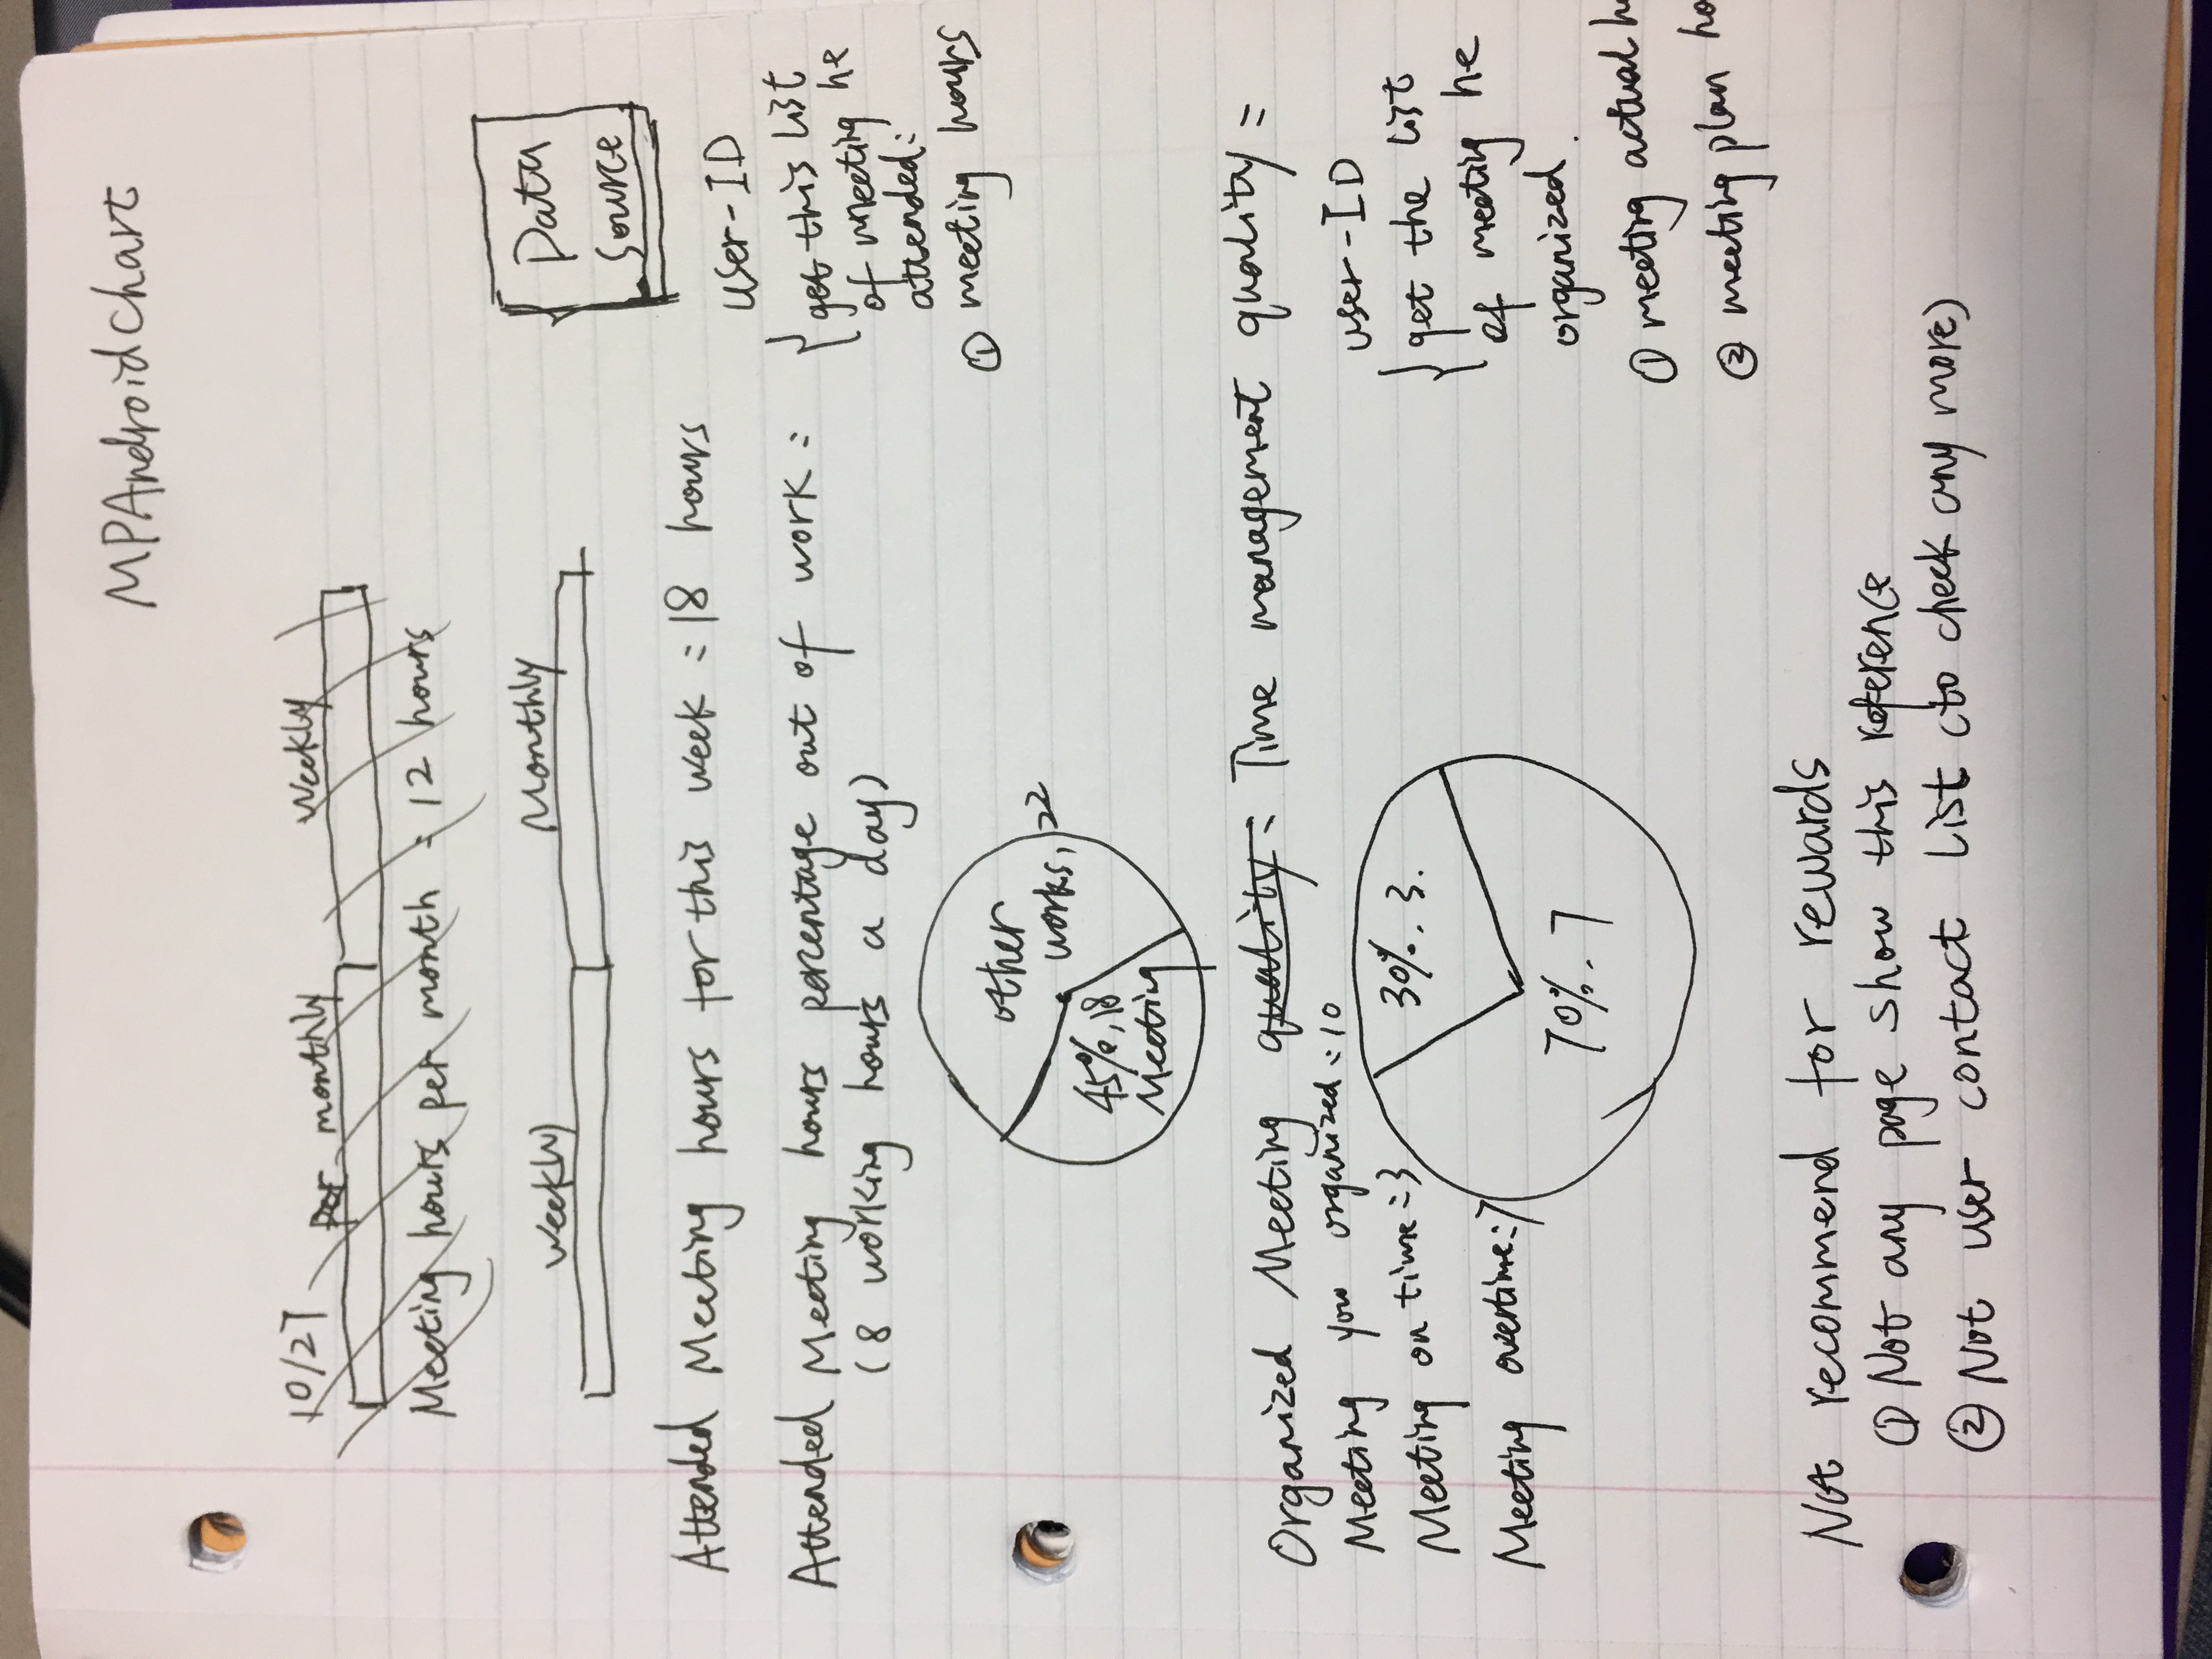 MPAndroidChart
10/27
per monthly
Weekly
Meeting hours per month = 12 hours
Weekly
Monthly
Data
Source
Attended Meeting hours for this week = 18 hours
User-ID
get this list
of meeting he
attended:
① meeting hours
Attended Meeting hours percentage out of work =
(8 working hours a day)
other
works, 22
45%, 18
Meeting
Organized Meeting quality = Time management quality =
Meeting you organized = 10
Meeting on time = 3
Meeting overtime = 7
30%. 3.
70%. 7
user-ID
get the list
of meeting he
organized.
① meeting actual
② meeting plan
Not recommend for rewards
① Not any page show this reference
② Not user contact list (to check any more)